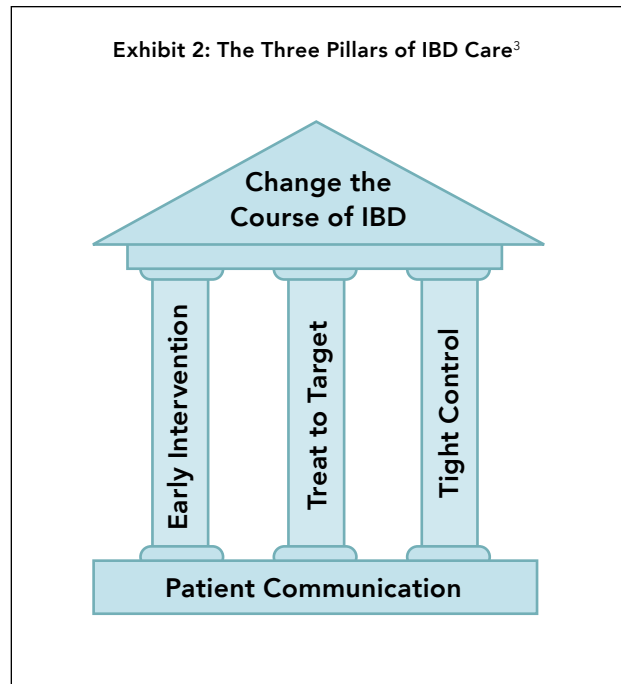 Exhibit 2: The Three Pillars of IBD Care³
Change the
Course of IBD
Early Intervention
Treat to Target
Tight Control
Patient Communication